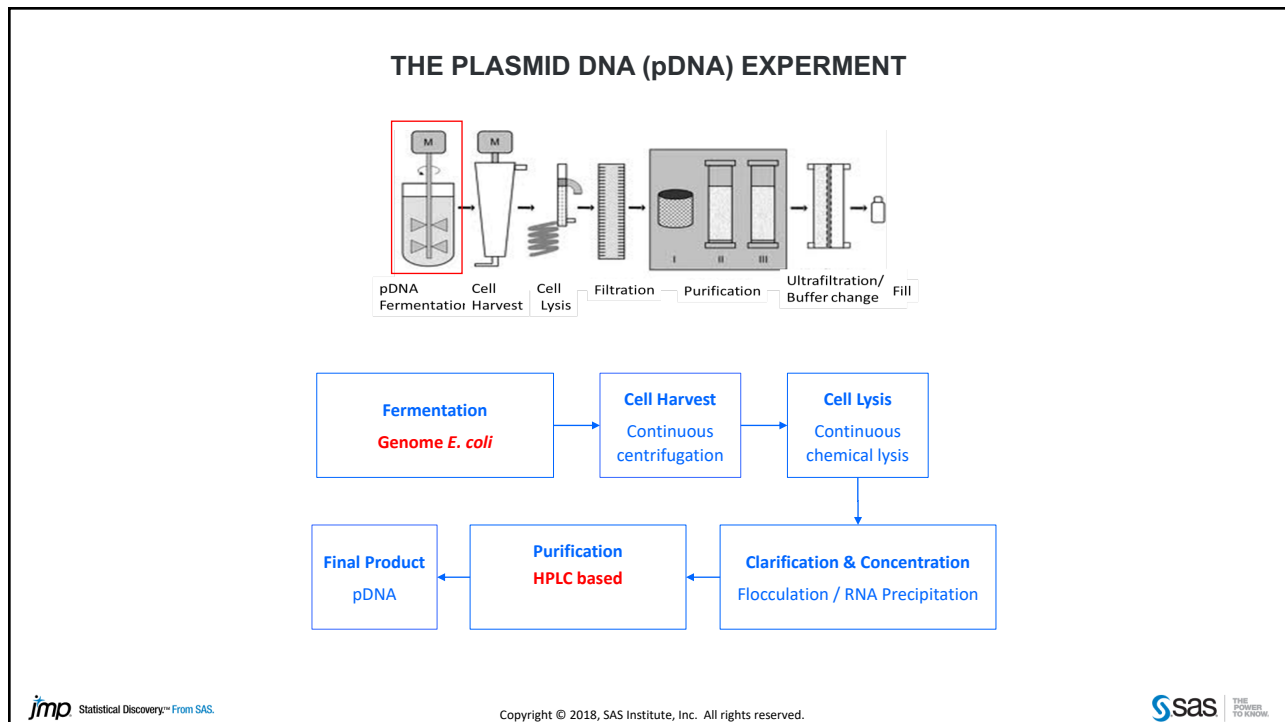 THE PLASMID DNA (pDNA) EXPERMENT
M
M
I
II
III
pDNA
Fermentation
Cell
Harvest
Cell
Lysis
Filtration
Purification
Ultrafiltration/
Buffer change
Fill
Fermentation
Genome E. coli
Cell Harvest
Continuous
centrifugation
Cell Lysis
Continuous
chemical lysis
Final Product
pDNA
Purification
HPLC based
Clarification & Concentration
Flocculation / RNA Precipitation
jmp Statistical Discovery.™ From SAS.
Copyright © 2018, SAS Institute, Inc. All rights reserved.
sas
THE
POWER
TO KNOW.